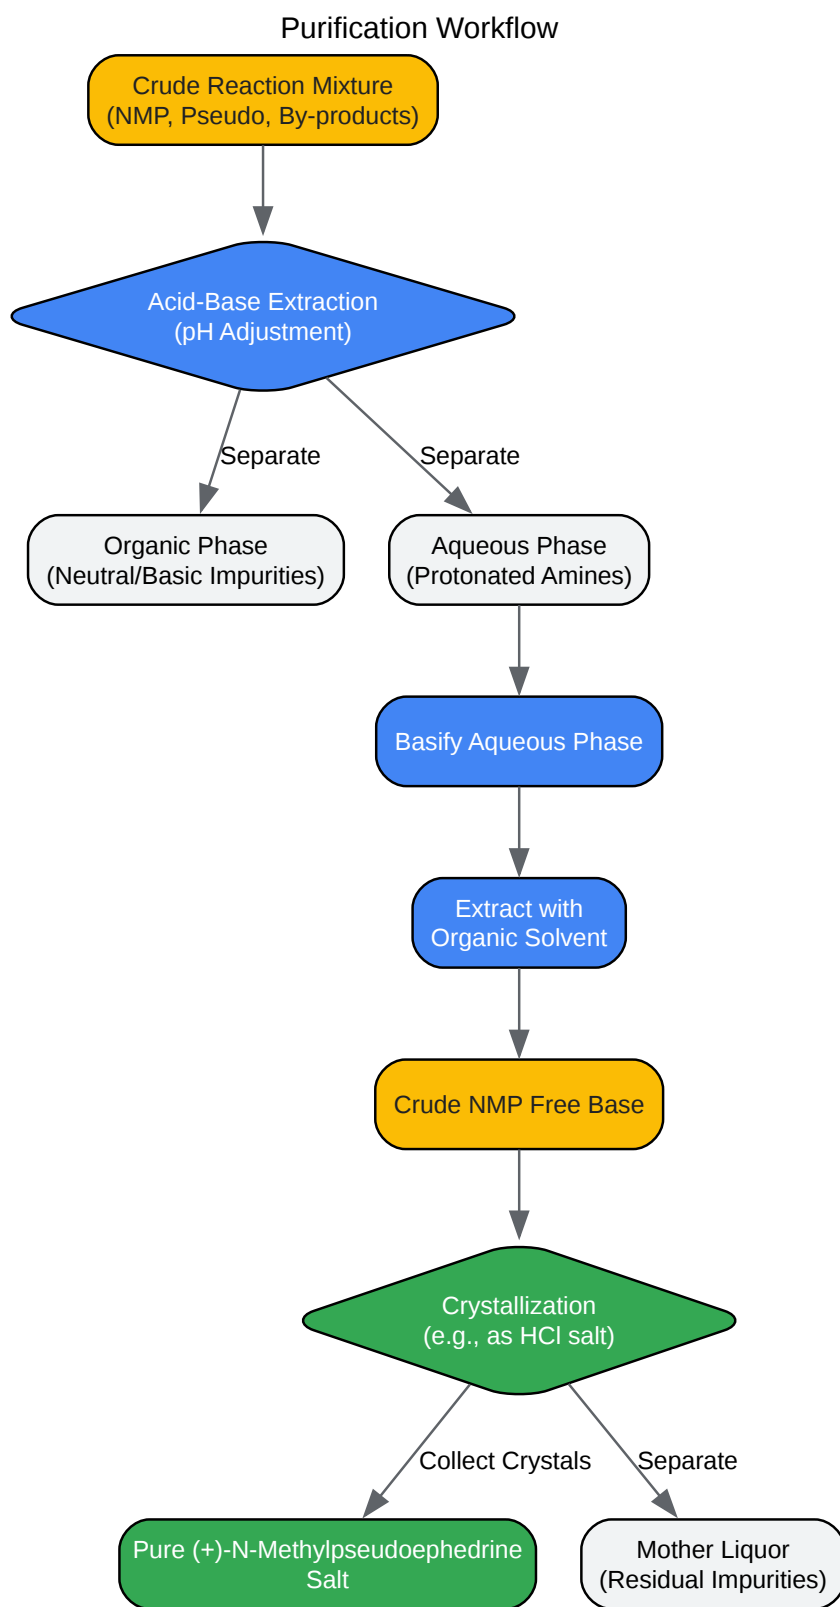 Purification Workflow
Crude Reaction Mixture
(NMP, Pseudo, By-products)
Acid-Base Extraction
(pH Adjustment)
Separate
Separate
Organic Phase
(Neutral/Basic Impurities)
Aqueous Phase
(Protonated Amines)
Basify Aqueous Phase
Extract with
Organic Solvent
Crude NMP Free Base
Crystallization
(e.g., as HCl salt)
Collect Crystals
Separate
Pure (+)-N-Methylpseudoephedrine
Salt
Mother Liquor
(Residual Impurities)